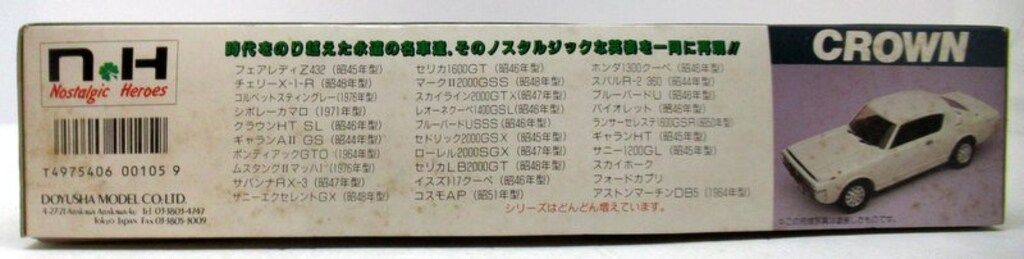 n♣H
Nostalgic Heroes
T4975406 00105 9
DOYUSHA MODEL CO.LTD.
4-27-21 Arakawa Arakawa-ku Tel 03-3803-4747
Tokyo Japan Fax 03-3805-1009
時代をのり越えた永遠の名車達、そのノスタルジックな英姿を一同に再現!!
フェアレディZ432 (昭45年型)
チェリーX-1-R (昭48年型)
コルベットスティングレー(1976年型)
シボレーカマロ (1971年型)
クラウンHT SL (昭46年型)
ギャランAⅡ GS (昭44年型)
ポンティアックGTO (1964年型)
ムスタングⅡマッハ1 (1976年型)
サバンナRX-3 (昭47年型)
サニーエクセレントGX (昭48年型)
セリカ1600GT (昭46年型)
マークⅡ2000GSS (昭48年型)
スカイライン2000GTX(昭47年型)
レオーネクーペ1400GSL(昭46年型)
ブルーバードUSSS (昭46年型)
セドリック2000GSX (昭45年型)
ローレル2000SGX (昭47年型)
セリカLB2000GT (昭48年型)
イスズ117クーペ (昭46年型)
コスモAP (昭51年型)
ホンダ1300クーペ (昭46年型)
スバルR-2 360 (昭44年型)
ブルーバードU (昭46年型)
バイオレット (昭48年型)
ランサーセレステ1600GSR(昭50年型)
ギャランHT (昭45年型)
サニー1200GL (昭45年型)
スカイホーク
フォードカプリ
アストンマーチンDB5 (1964年型)
シリーズはどんどん増えています。
CROWN